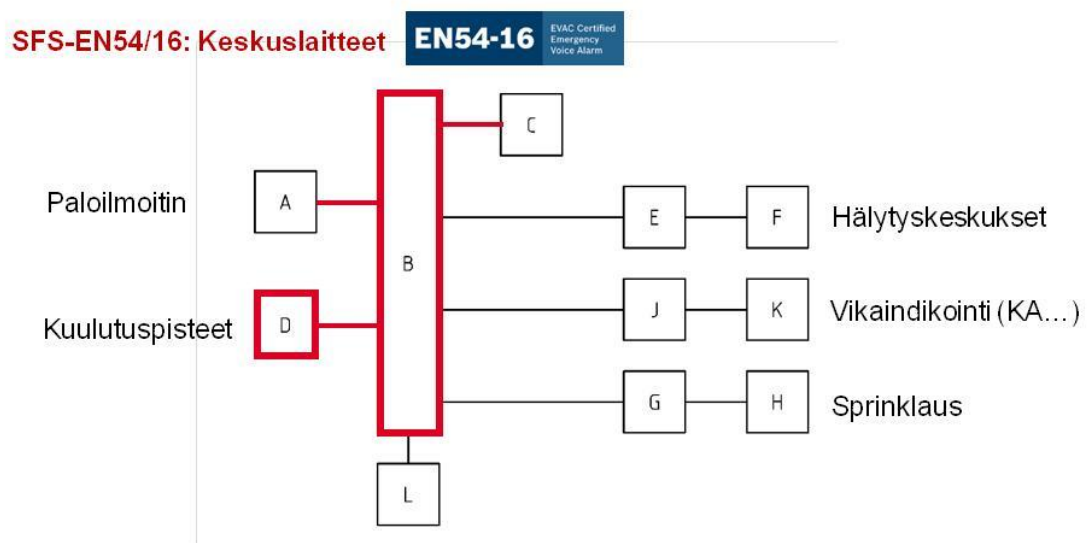 SFS-EN54/16: Keskuslaitteet
EN54-16
EVAC Certified
Emergency
Voice Alarm
C
Paloilmoitin
A
E
F
Hälytyskeskukset
B
Kuulutuspisteet
D
J
K
Vikaindikointi (KA...)
G
H
Sprinklaus
L